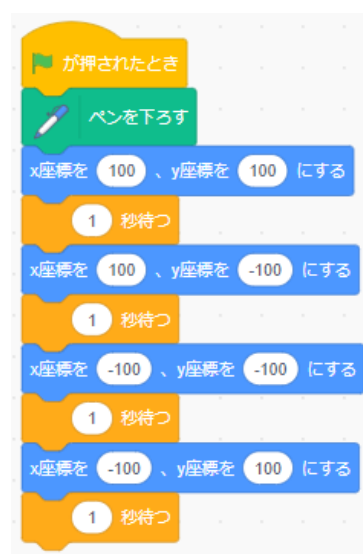 が押されたとき
ペンを下ろす
x座標を 100 、y座標を 100 にする
1 秒待つ
x座標を 100 、y座標を -100 にする
1 秒待つ
x座標を -100 、y座標を -100 にする
1 秒待つ
x座標を -100 、y座標を 100 にする
1 秒待つ